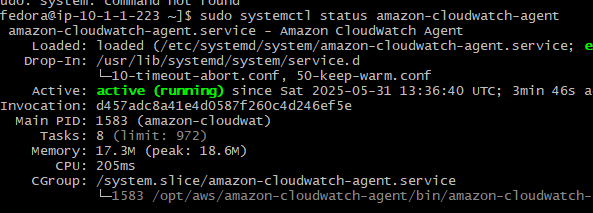 udo: system: command not found
fedora@ip-10-1-1-223 ~]$ sudo systemctl status amazon-cloudwatch-agent
amazon-cloudwatch-agent.service - Amazon CloudWatch Agent
Loaded: loaded (/etc/systemd/system/amazon-cloudwatch-agent.service; e
Drop-In: /usr/lib/systemd/system/service.d
└─10-timeout-abort.conf, 50-keep-warm.conf
Active: active (running) since Sat 2025-05-31 13:36:40 UTC; 3min 46s a
Invocation: d457adc8a41e4d0587f260c4d246ef5e
Main PID: 1583 (amazon-cloudwat)
Tasks: 8 (limit: 972)
Memory: 17.3M (peak: 18.6M)
CPU: 205ms
CGroup: /system.slice/amazon-cloudwatch-agent.service
└─1583 /opt/aws/amazon-cloudwatch-agent/bin/amazon-cloudwatch-